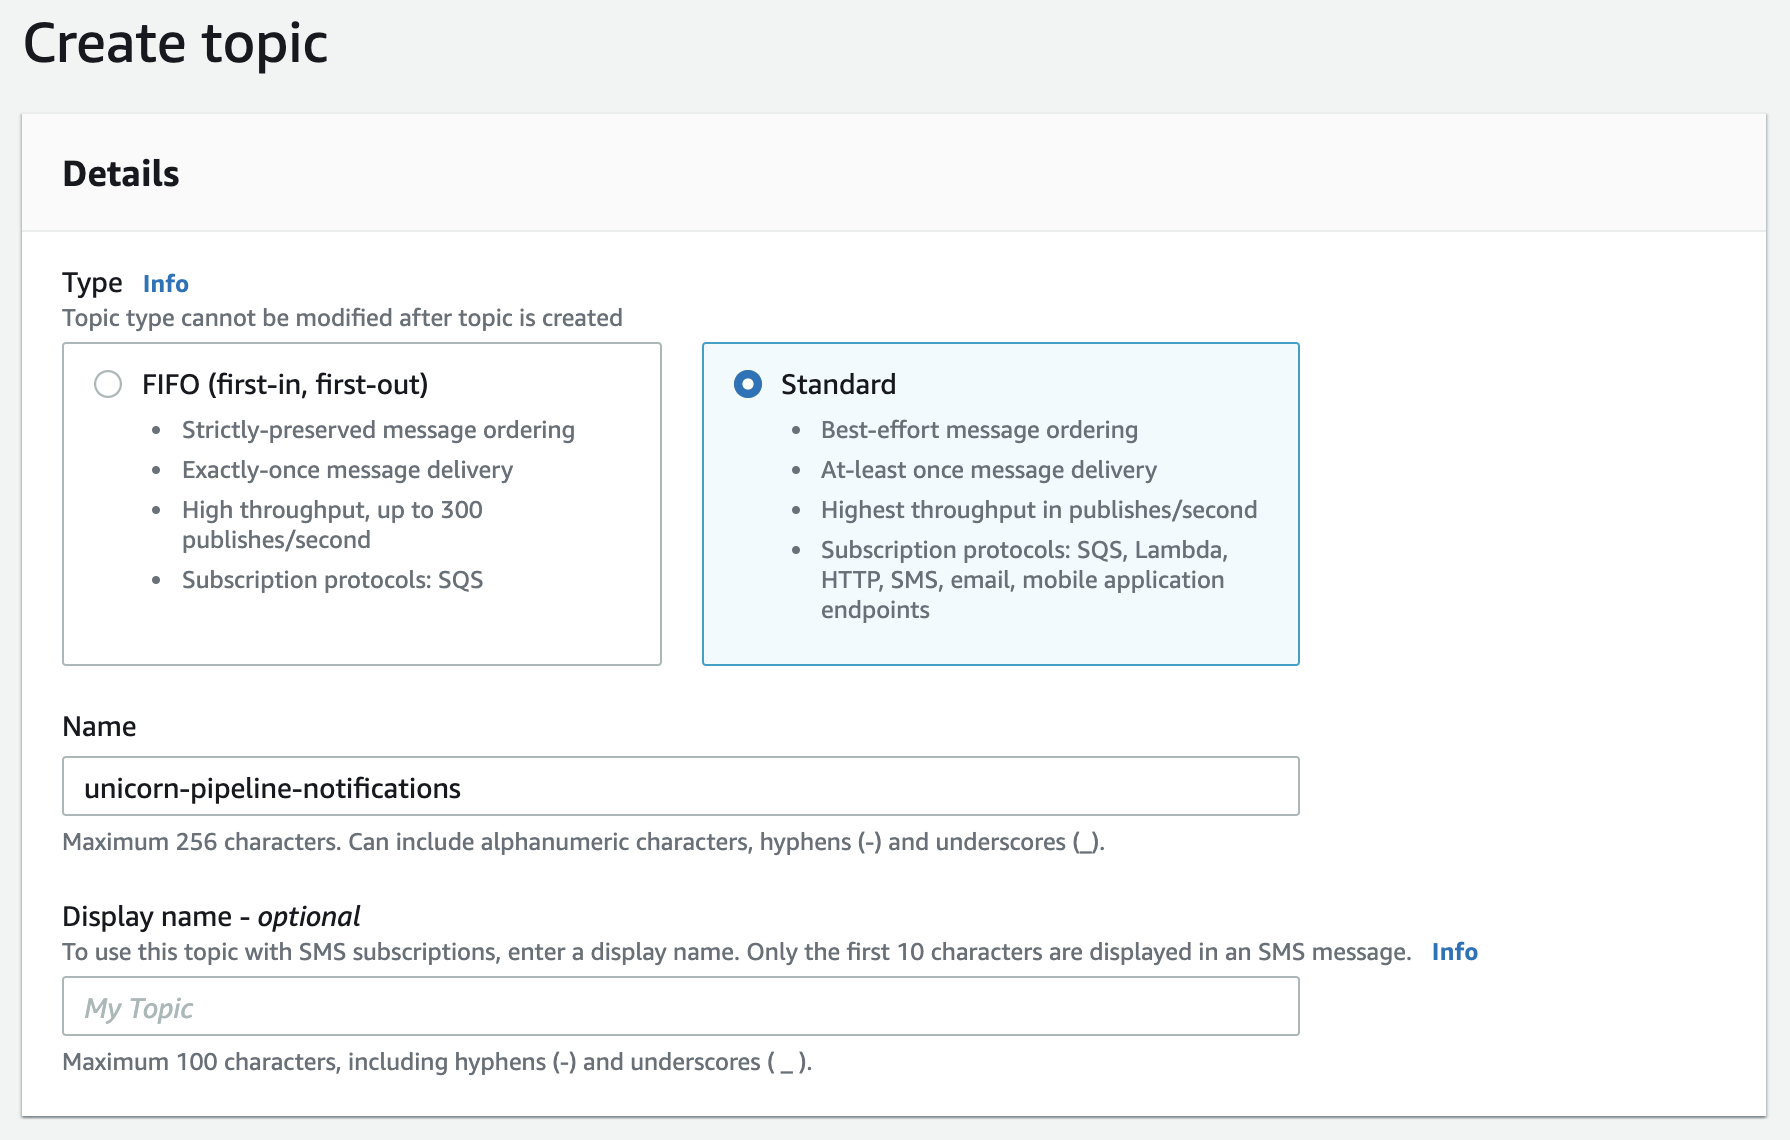 Create topic
Details
Type Info
Topic type cannot be modified after topic is created
FIFO (first-in, first-out)
• Strictly-preserved message ordering
• Exactly-once message delivery
• High throughput, up to 300
publishes/second
• Subscription protocols: SQS
Standard
• Best-effort message ordering
• At-least once message delivery
• Highest throughput in publishes/second
• Subscription protocols: SQS, Lambda,
HTTP, SMS, email, mobile application
endpoints
Name
unicorn-pipeline-notifications
Maximum 256 characters. Can include alphanumeric characters, hyphens (-) and underscores (_).
Display name - optional
To use this topic with SMS subscriptions, enter a display name. Only the first 10 characters are displayed in an SMS message. Info
My Topic
Maximum 100 characters, including hyphens (-) and underscores ( _ ).